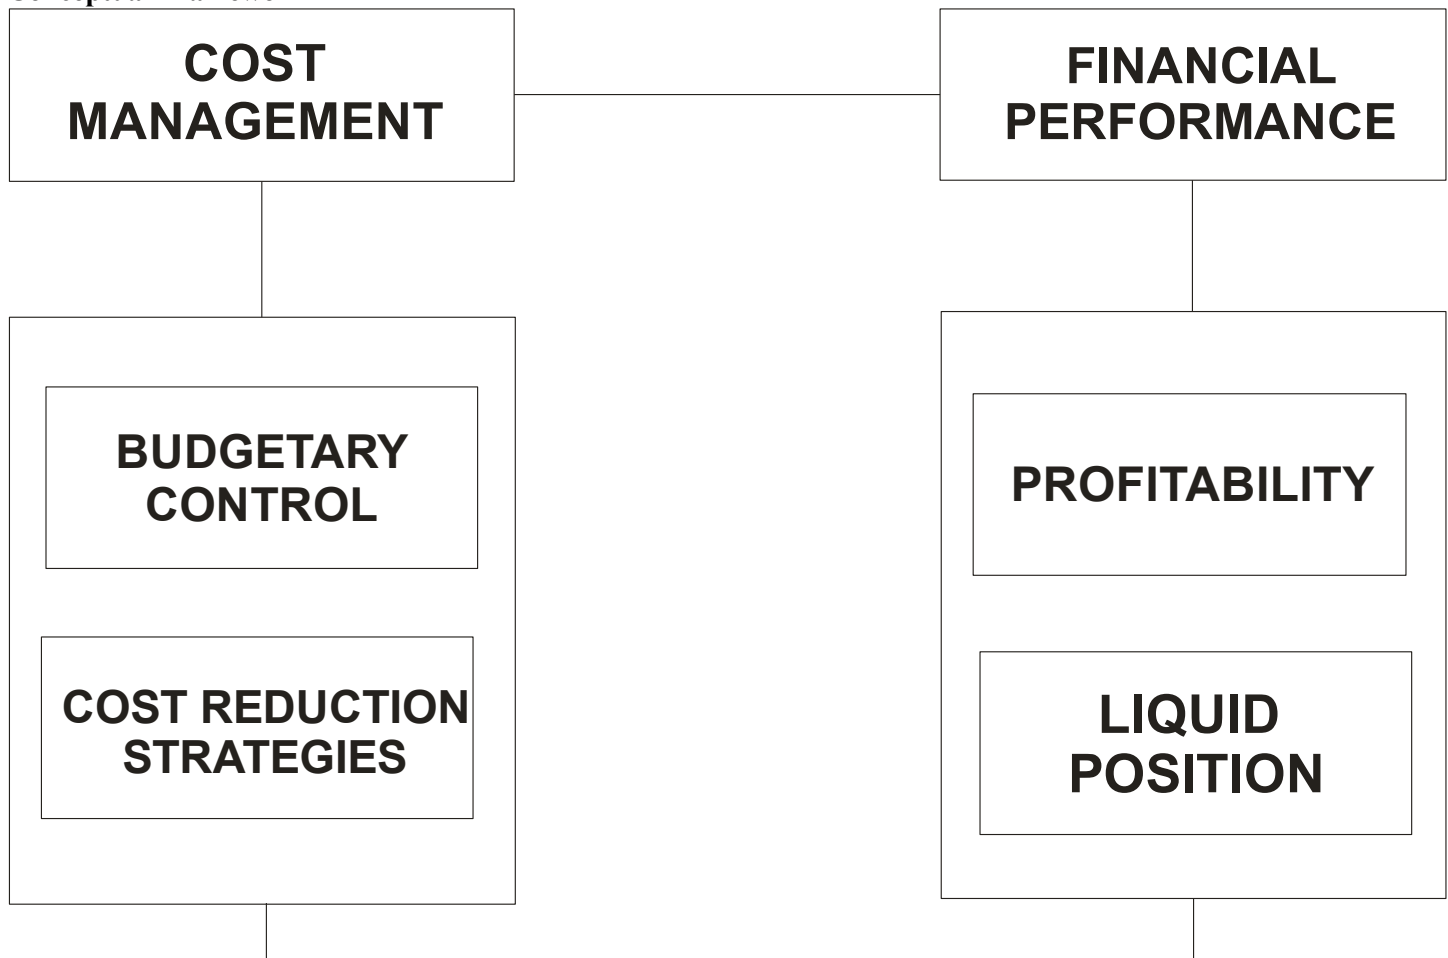 COST
MANAGEMENT
FINANCIAL
PERFORMANCE
BUDGETARY
CONTROL
PROFITABILITY
COST REDUCTION
STRATEGIES
LIQUID
POSITION